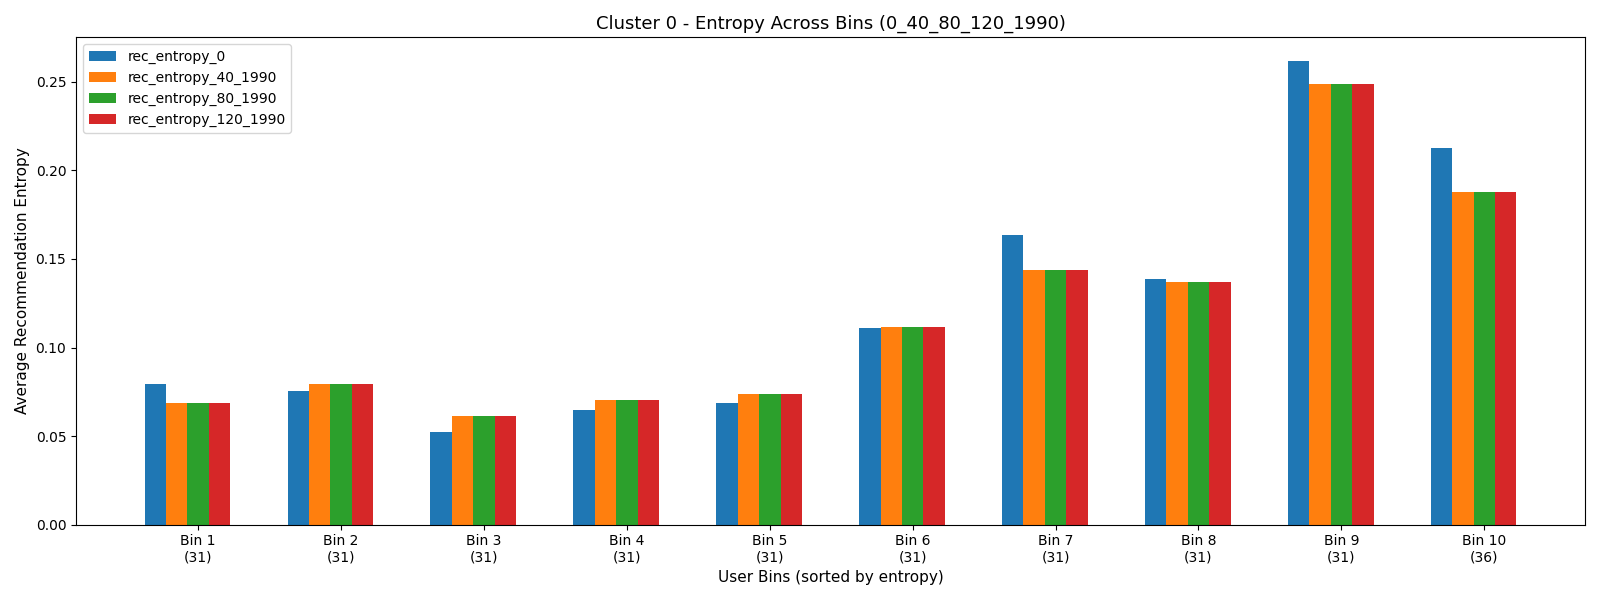 Cluster 0 - Entropy Across Bins (0_40_80_120_1990)
rec_entropy_0
rec_entropy_40_1990
rec_entropy_80_1990
rec_entropy_120_1990
Average Recommendation Entropy
0.25
0.20
0.15
0.10
0.05
0.00
Bin 1 Bin 2 Bin 3 Bin 4 Bin 5 Bin 6 Bin 7 Bin 8 Bin 9 Bin 10
(31) (31) (31) (31) (31) (31) (31) (31) (31) (36)
User Bins (sorted by entropy)